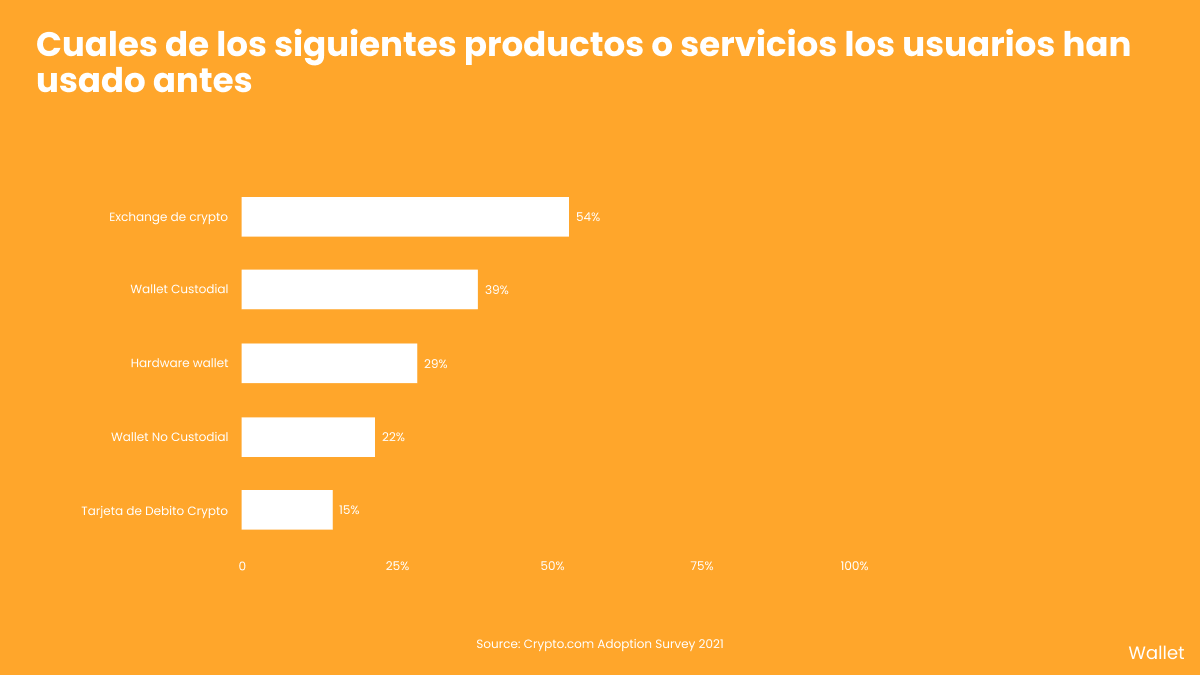 Cuales de los siguientes productos o servicios los usuarios han
usado antes
Exchange de crypto
54%
Wallet Custodial
39%
Hardware wallet
29%
Wallet No Custodial
22%
Tarjeta de Debito Crypto
15%
0
25%
50%
75%
100%
Source: Crypto.com Adoption Survey 2021
Wallet